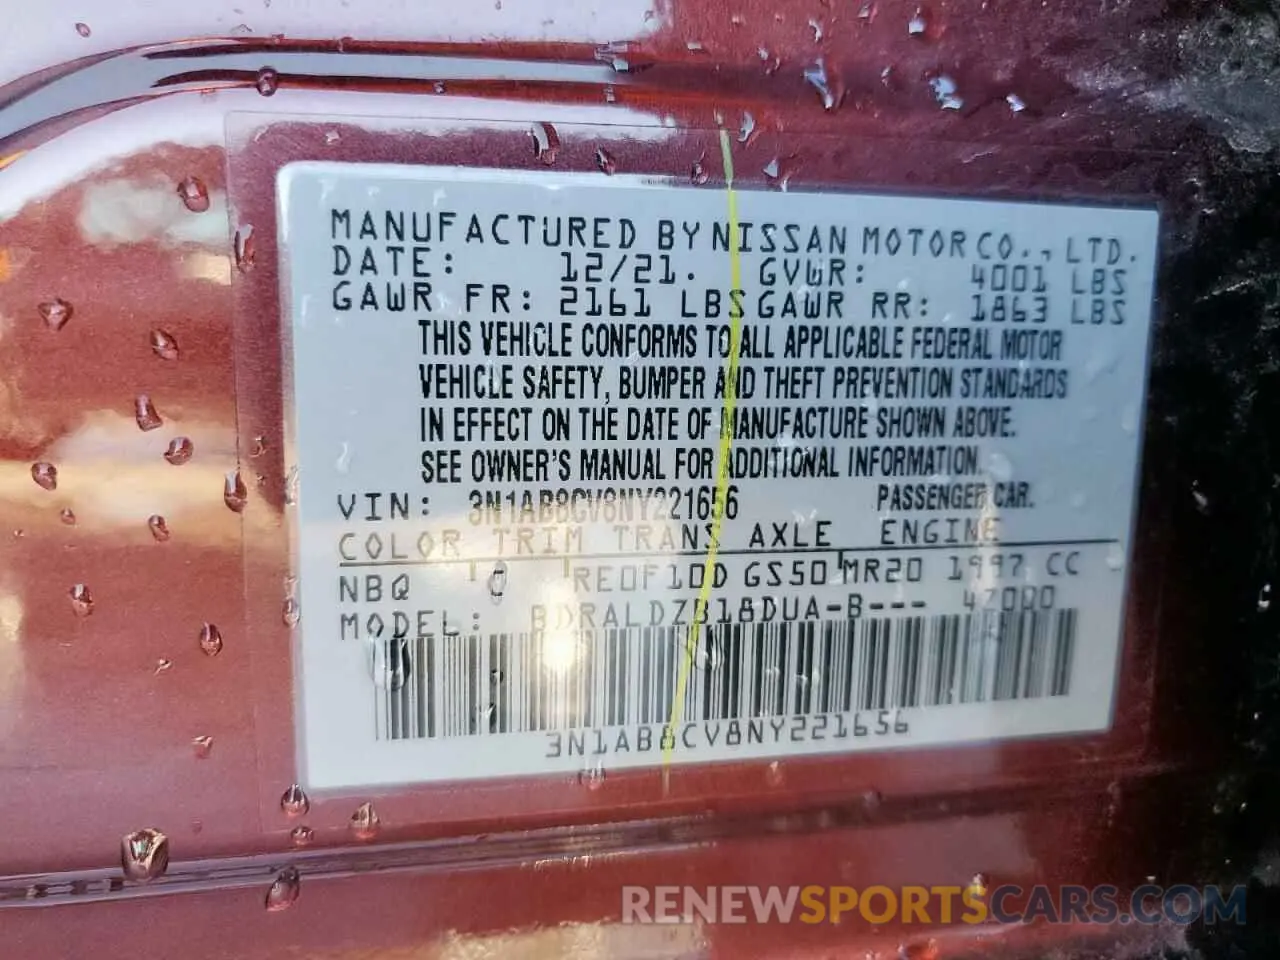 MANUFACTURED BY NISSAN MOTOR CO., LTD.
DATE: 12/21. GVWR: 4001 LBS
GAWR FR: 2161 LBS GAWR RR: 1863 LBS
THIS VEHICLE CONFORMS TO ALL APPLICABLE FEDERAL MOTOR
VEHICLE SAFETY, BUMPER AND THEFT PREVENTION STANDARDS
IN EFFECT ON THE DATE OF MANUFACTURE SHOWN ABOVE.
SEE OWNER'S MANUAL FOR ADDITIONAL INFORMATION.
VIN: 3N1AB8CV8NY221656 PASSENGER CAR.
COLOR TRIM TRANS AXLE ENGINE
NBQ RE0F10D GS50 MR20 1997 CC
MODEL: BDRALDZB18DUA-B---
3N1AB8CV8NY221656
RENEWSPORTSCARS.COM